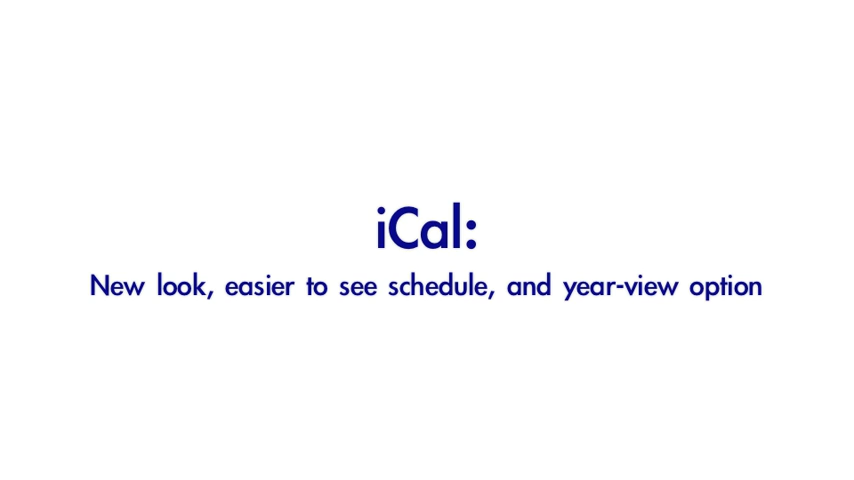 iCal:
New look, easier to see schedule, and year-view option